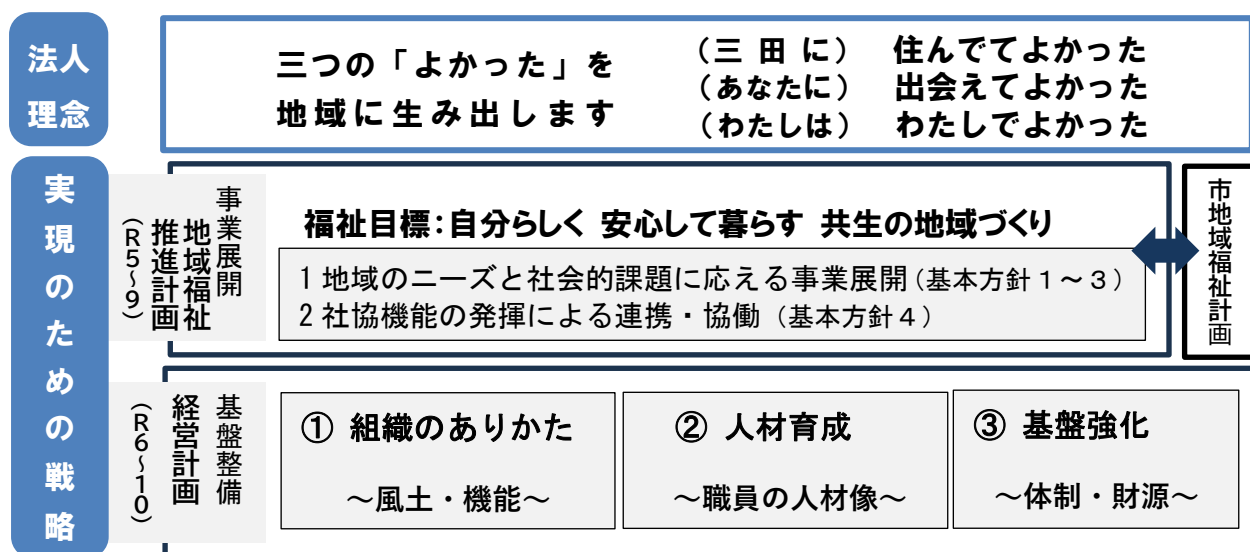 法人
理念
三つの「よかった」を
地域に生み出します
（三田に） 住んでてよかった
（あなたに） 出会えてよかった
（わたしは） わたしでよかった
実現のための戦略
事業展開
地域福祉
推進計画
（R5~9）
福祉目標:自分らしく 安心して暮らす 共生の地域づくり
1 地域のニーズと社会的課題に応える事業展開(基本方針１～３)
2 社協機能の発揮による連携・協働（基本方針４）
市地域福祉計画
基盤整備
経営計画
（R6~10）
① 組織のありかた
～風土・機能～
② 人材育成
～職員の人材像～
③ 基盤強化
～体制・財源～